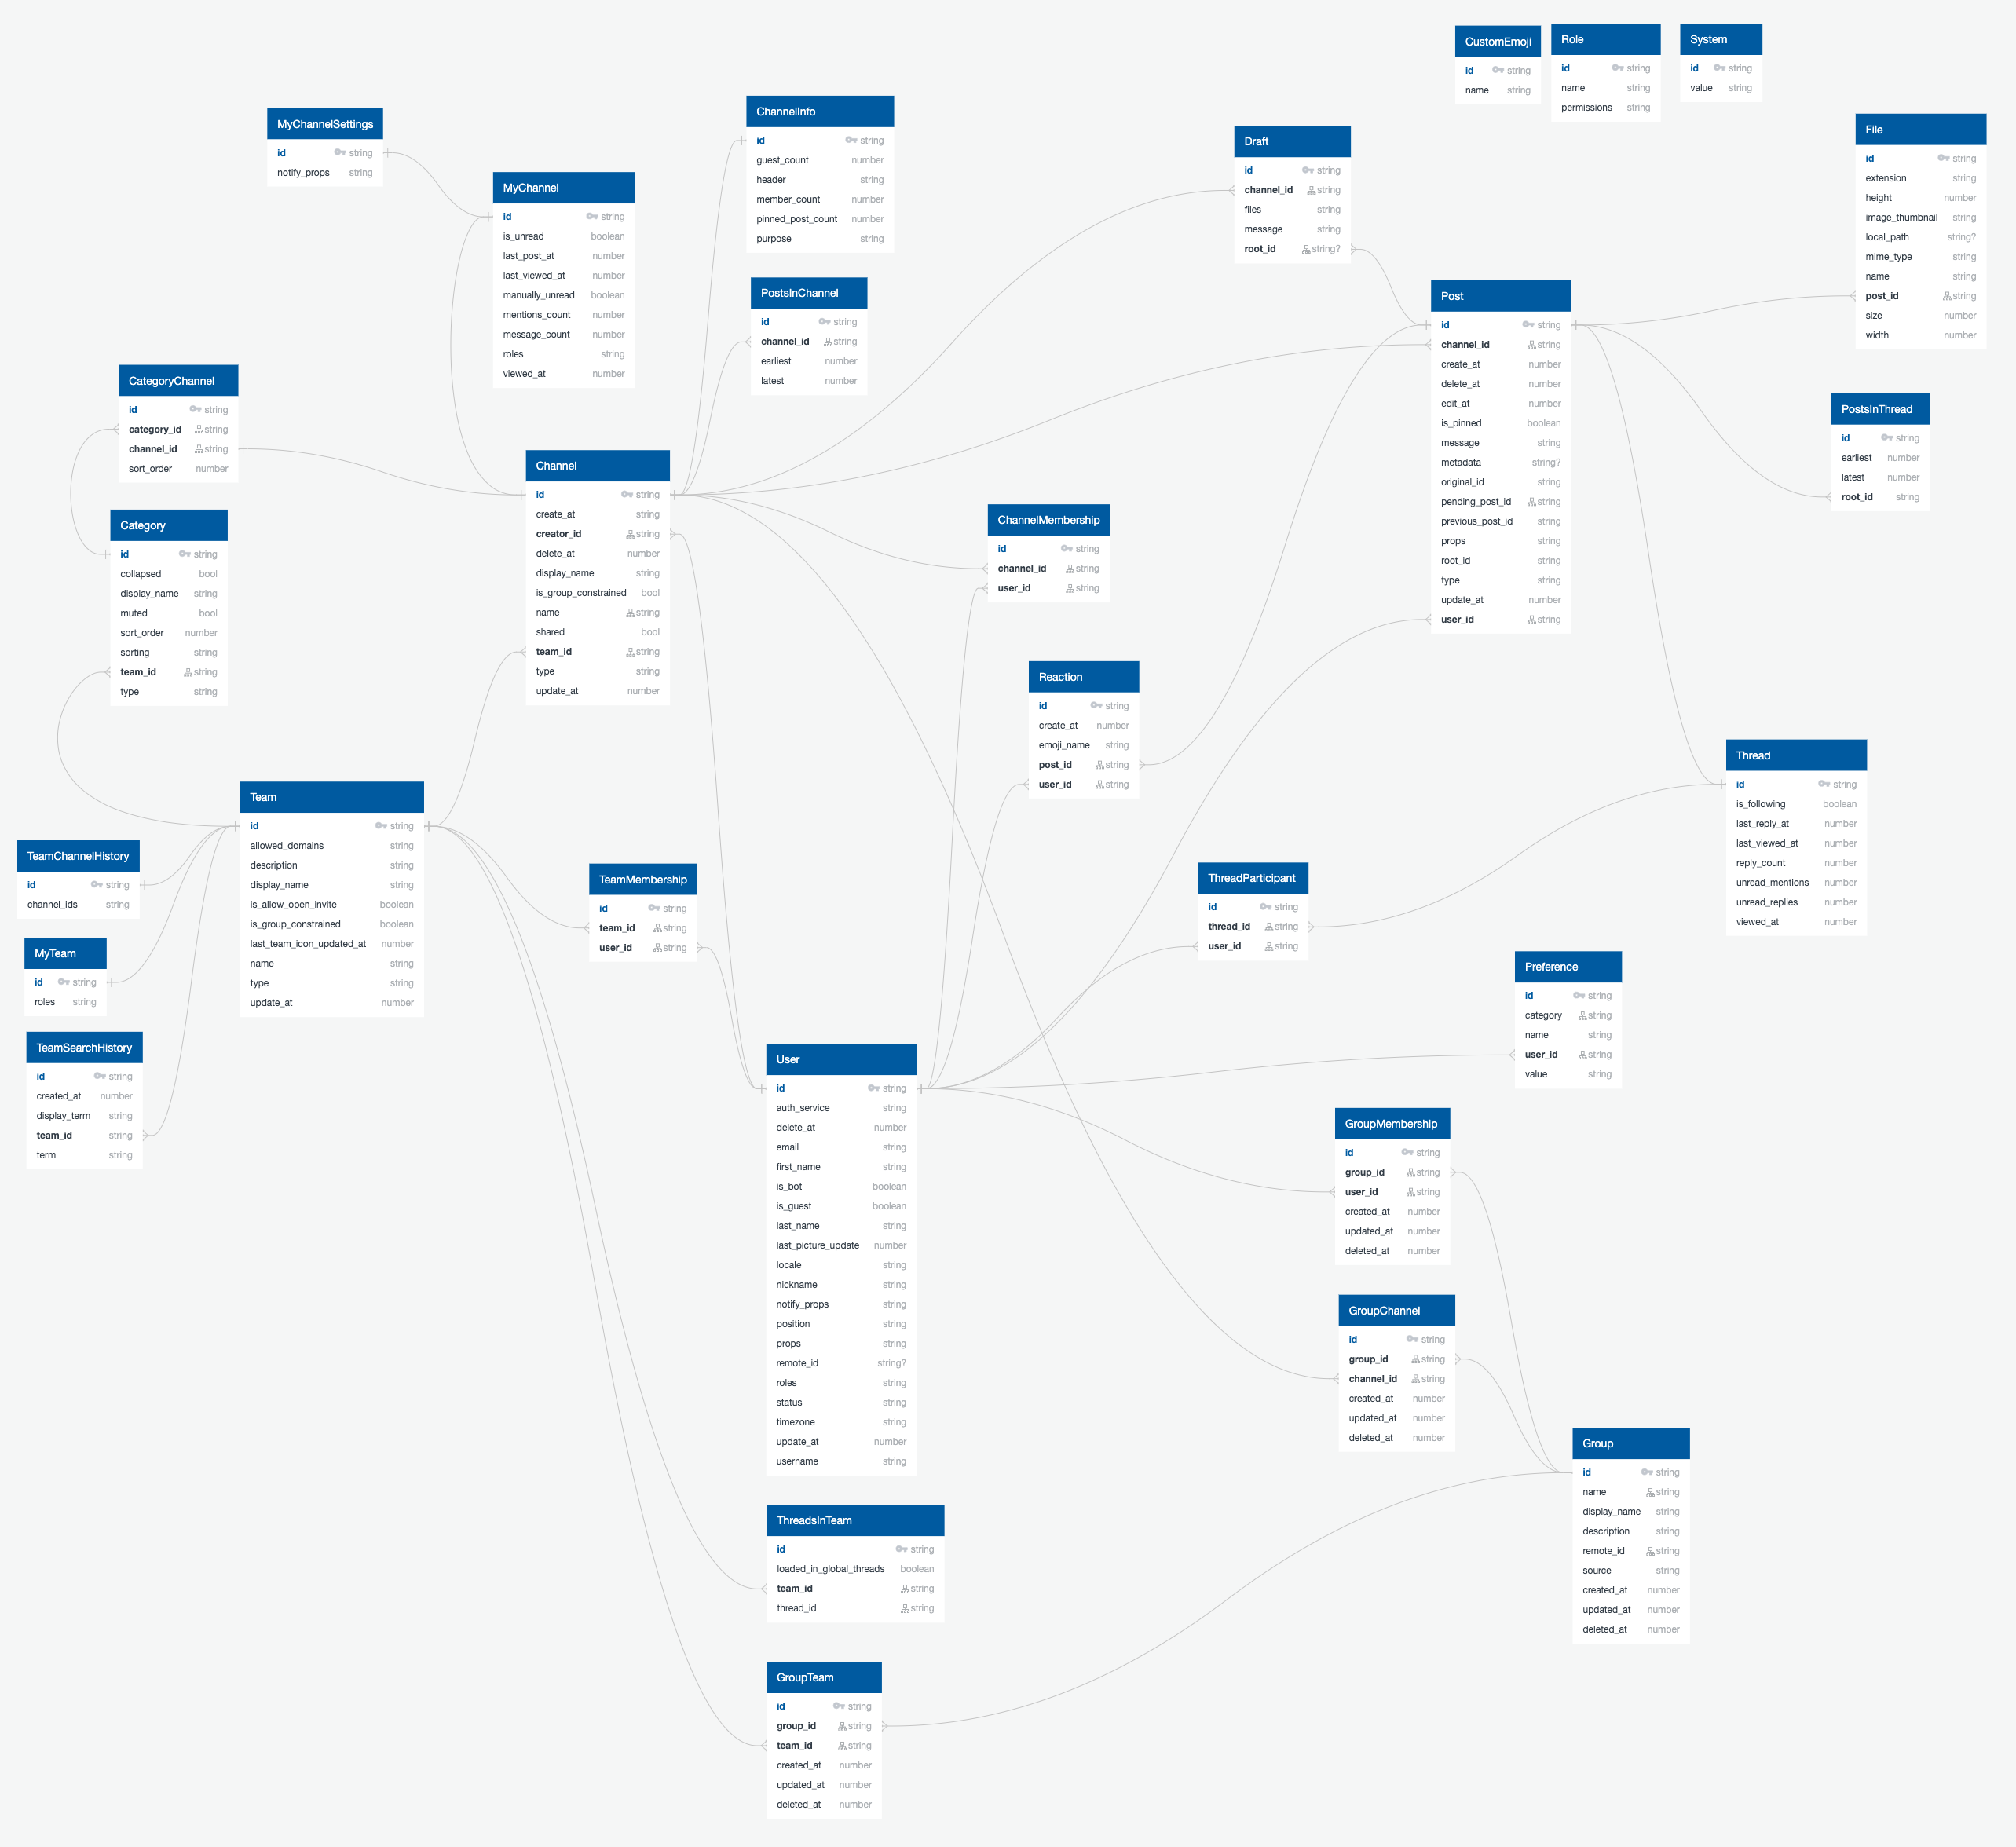 CustomEmoji
id string
name string
Role
id string
name string
permissions string
System
id string
value string
ChannelInfo
id string
guest_count number
header string
member_count number
pinned_post_count number
purpose string
MyChannelSettings
id string
notify_props string
File
id string
extension string
height number
image_thumbnail string
local_path string?
mime_type string
name string
post_id string
size number
width number
Draft
id string
channel_id string
files string
message string
root_id string?
MyChannel
id string
is_unread boolean
last_post_at number
last_viewed_at number
manually_unread boolean
mentions_count number
message_count number
roles string
viewed_at number
PostsInChannel
id string
channel_id string
earliest number
latest number
Post
id string
channel_id string
create_at number
delete_at number
edit_at number
is_pinned boolean
message string
metadata string?
original_id string
pending_post_id string
previous_post_id string
props string
root_id string
type string
update_at number
user_id string
CategoryChannel
id string
category_id string
channel_id string
sort_order number
PostsInThread
id string
earliest number
latest number
root_id string
Channel
id string
create_at string
creator_id string
delete_at number
display_name string
is_group_constrained bool
name string
shared bool
team_id string
type string
update_at number
ChannelMembership
id string
channel_id string
user_id string
Category
id string
collapsed bool
display_name string
muted bool
sort_order number
sorting string
team_id string
type string
Reaction
id string
create_at number
emoji_name string
post_id string
user_id string
Thread
id string
is_following boolean
last_reply_at number
last_viewed_at number
reply_count number
unread_mentions number
unread_replies number
viewed_at number
Team
id string
allowed_domains string
description string
display_name string
is_allow_open_invite boolean
is_group_constrained boolean
last_team_icon_updated_at number
name string
type string
update_at number
TeamChannelHistory
id string
channel_ids string
TeamMembership
id string
team_id string
user_id string
ThreadParticipant
id string
thread_id string
user_id string
MyTeam
id string
roles string
Preference
id string
category string
name string
user_id string
value string
TeamSearchHistory
id string
created_at number
display_term string
team_id string
term string
User
id string
auth_service string
delete_at number
email string
first_name string
is_bot boolean
is_guest boolean
last_name string
last_picture_update number
locale string
nickname string
notify_props string
position string
props string
remote_id string?
roles string
status string
timezone string
update_at number
username string
GroupMembership
id string
group_id string
user_id string
created_at number
updated_at number
deleted_at number
GroupChannel
id string
group_id string
channel_id string
created_at number
updated_at number
deleted_at number
Group
id string
name string
display_name string
description string
remote_id string
source string
created_at number
updated_at number
deleted_at number
ThreadsInTeam
id string
loaded_in_global_threads boolean
team_id string
thread_id string
GroupTeam
id string
group_id string
team_id string
created_at number
updated_at number
deleted_at number